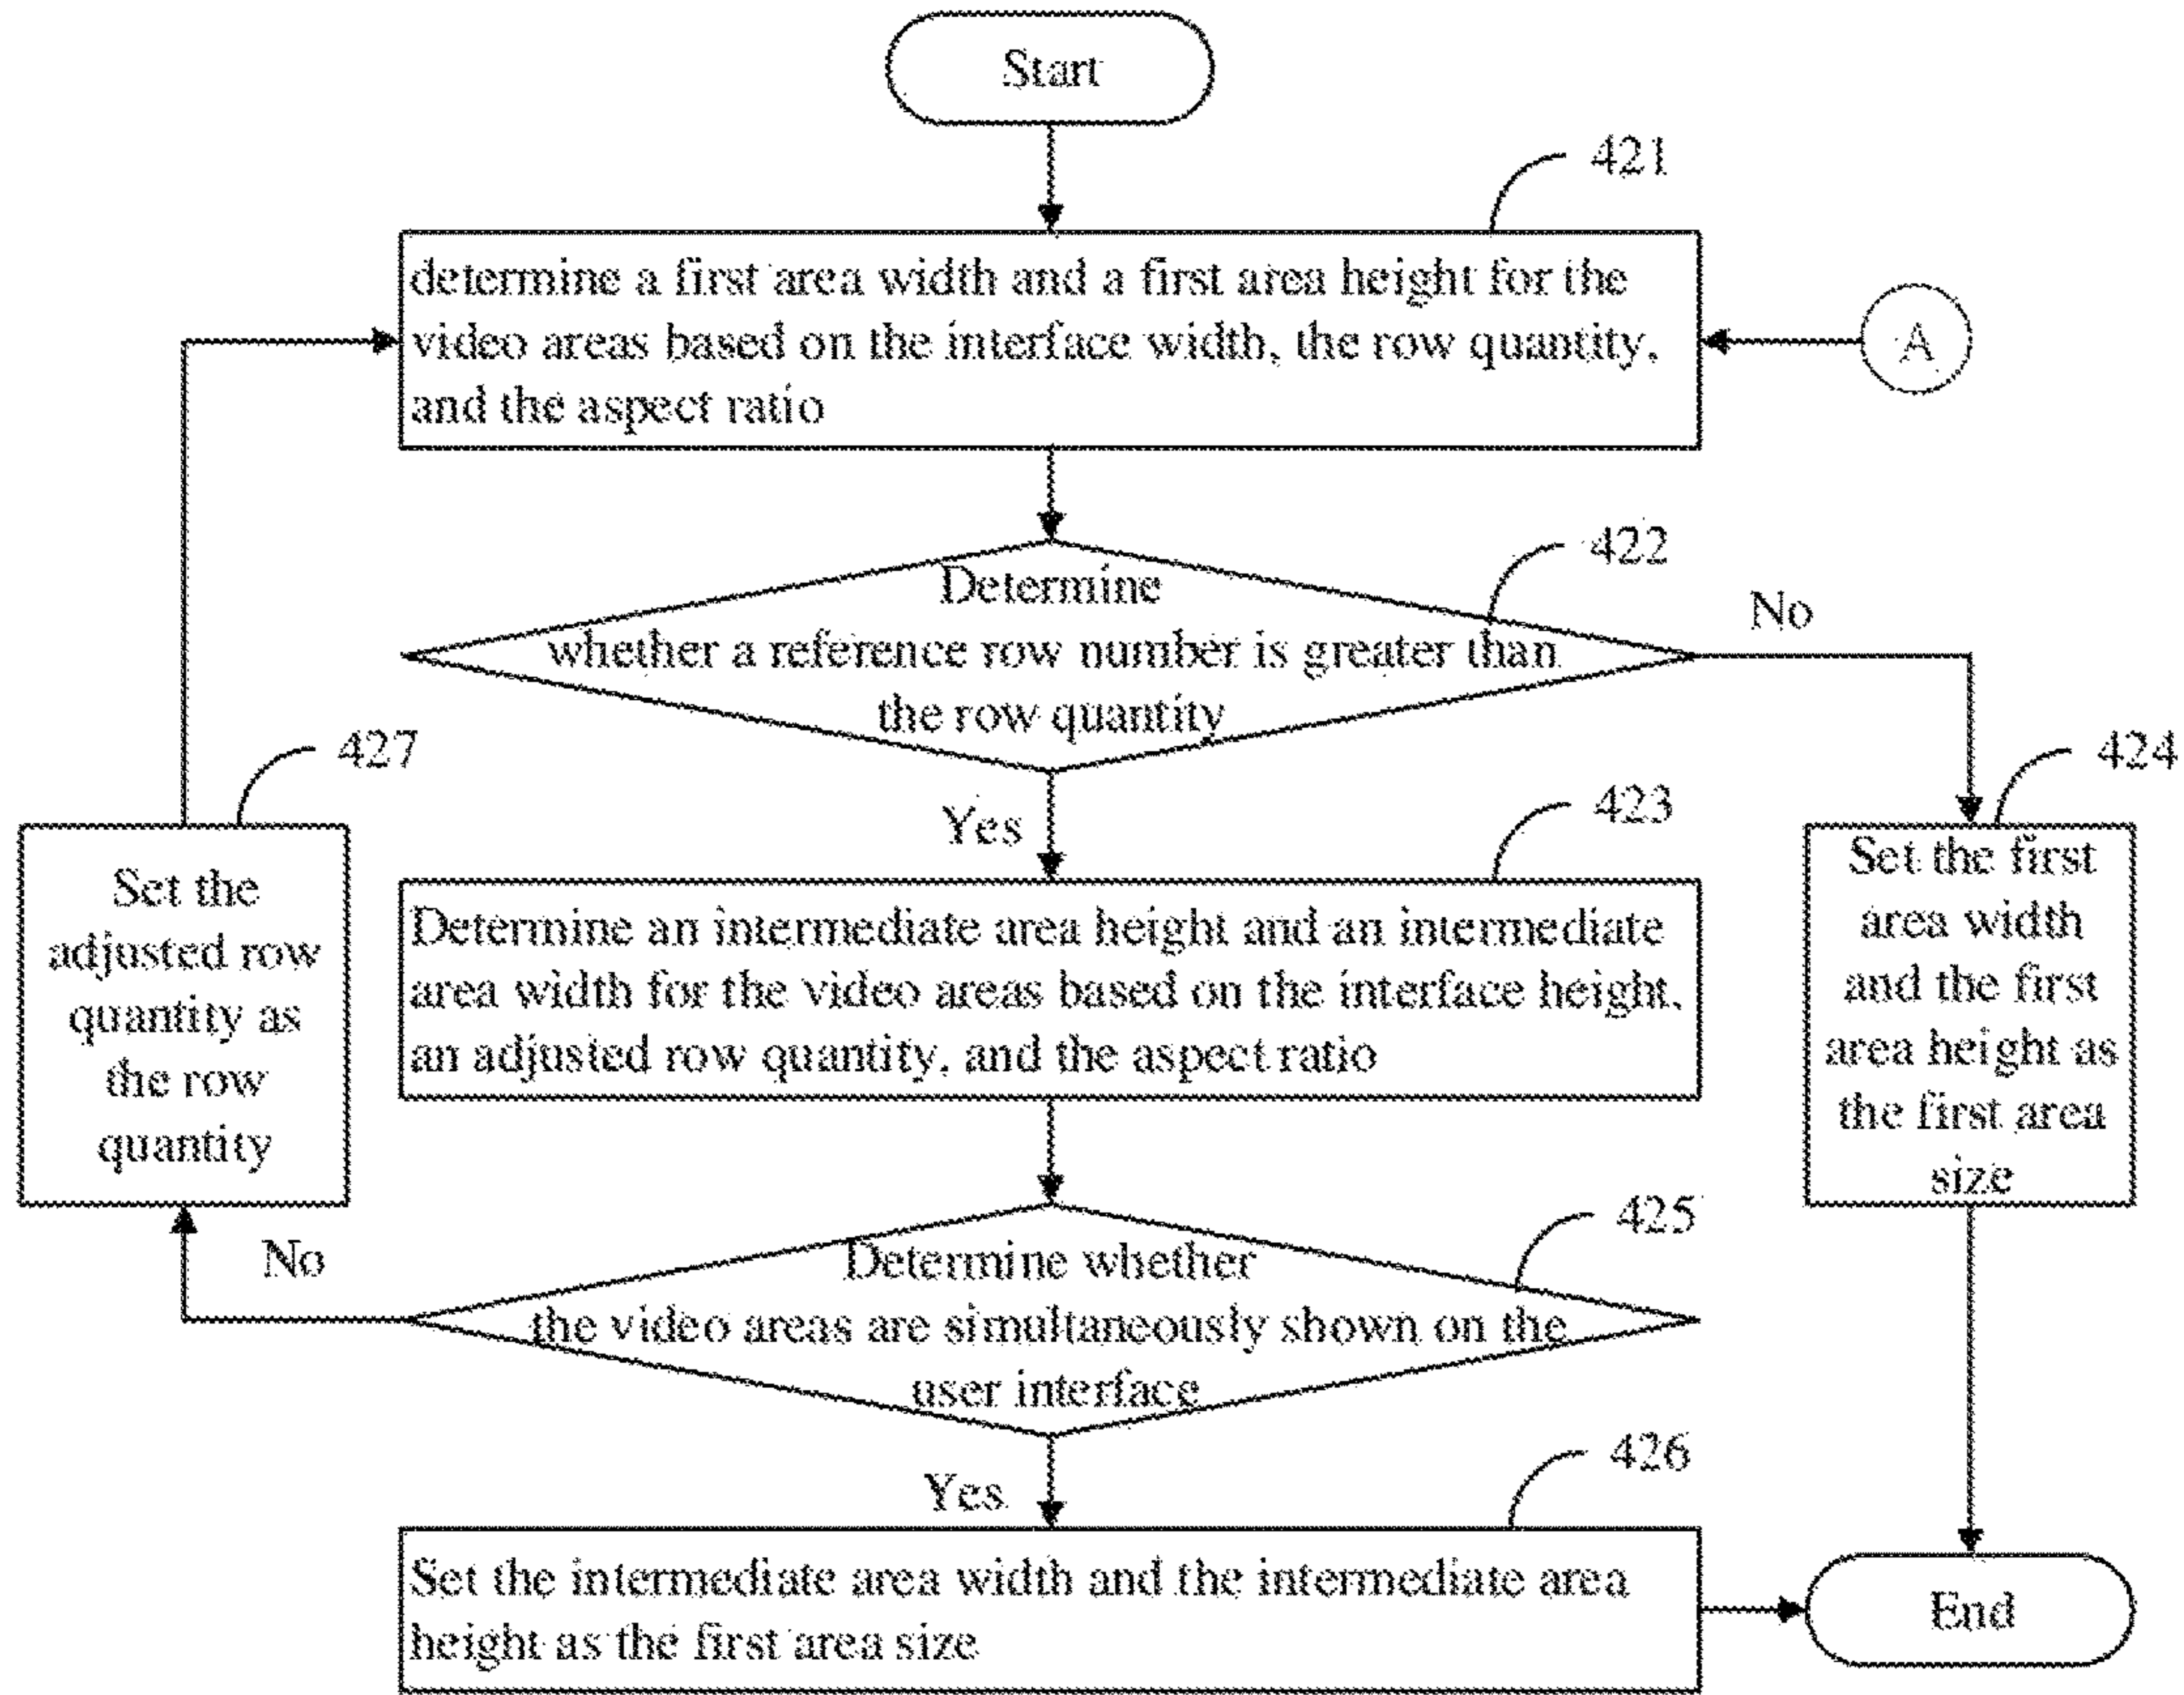 Start
421
determine a first area width and a first area height for the
video areas based on the interface width, the row quantity,
and the aspect ratio
A
422
Determine
whether a reference row number is greater than
the row quantity
No
427
424
Yes
423
Set the
adjusted row
quantity as
the row
quantity
Determine an intermediate area height and an intermediate
area width for the video areas based on the interface height,
an adjusted row quantity, and the aspect ratio
Set the first
area width
and the first
area height as
the first area
size
425
No
Determine whether
the video areas are simultaneously shown on the
user interface
Yes
426
Set the intermediate area width and the intermediate area
height as the first area size
End